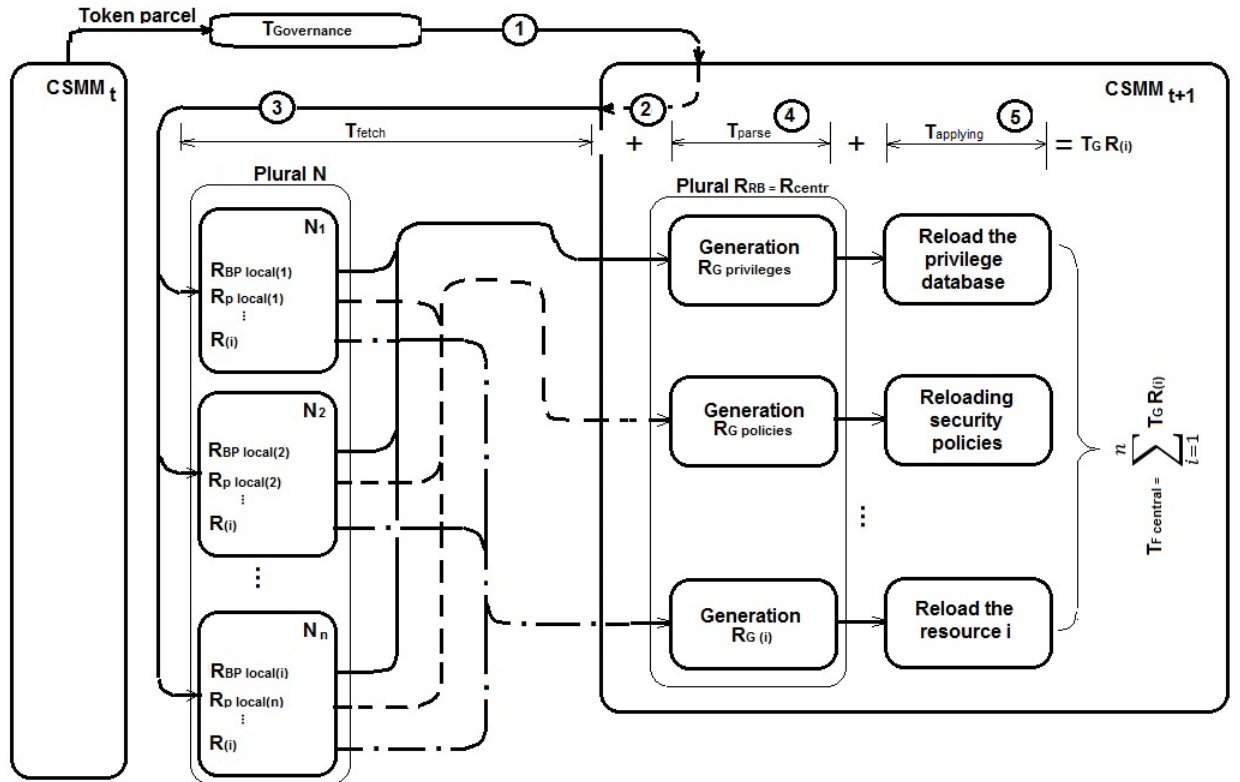 Token parcel
TGovernance
1
CSMM t
CSMM t+1
3
2
4
5
Tfetch
+
Tparse
+
Tapplying
= TG R(i)
Plural N
Plural RRB = Rcentr
N1
RBP local(1)
Rp local(1)
...
R(i)
N2
RBP local(2)
Rp local(2)
...
R(i)
...
Nn
RBP local(i)
Rp local(n)
...
R(i)
Generation
RG privileges
Reload the
privilege
database
Generation
RG policies
Reloading
security
policies
...
Generation
RG (i)
Reload the
resource i
TF central = n ∑ i=1 TG R(i)